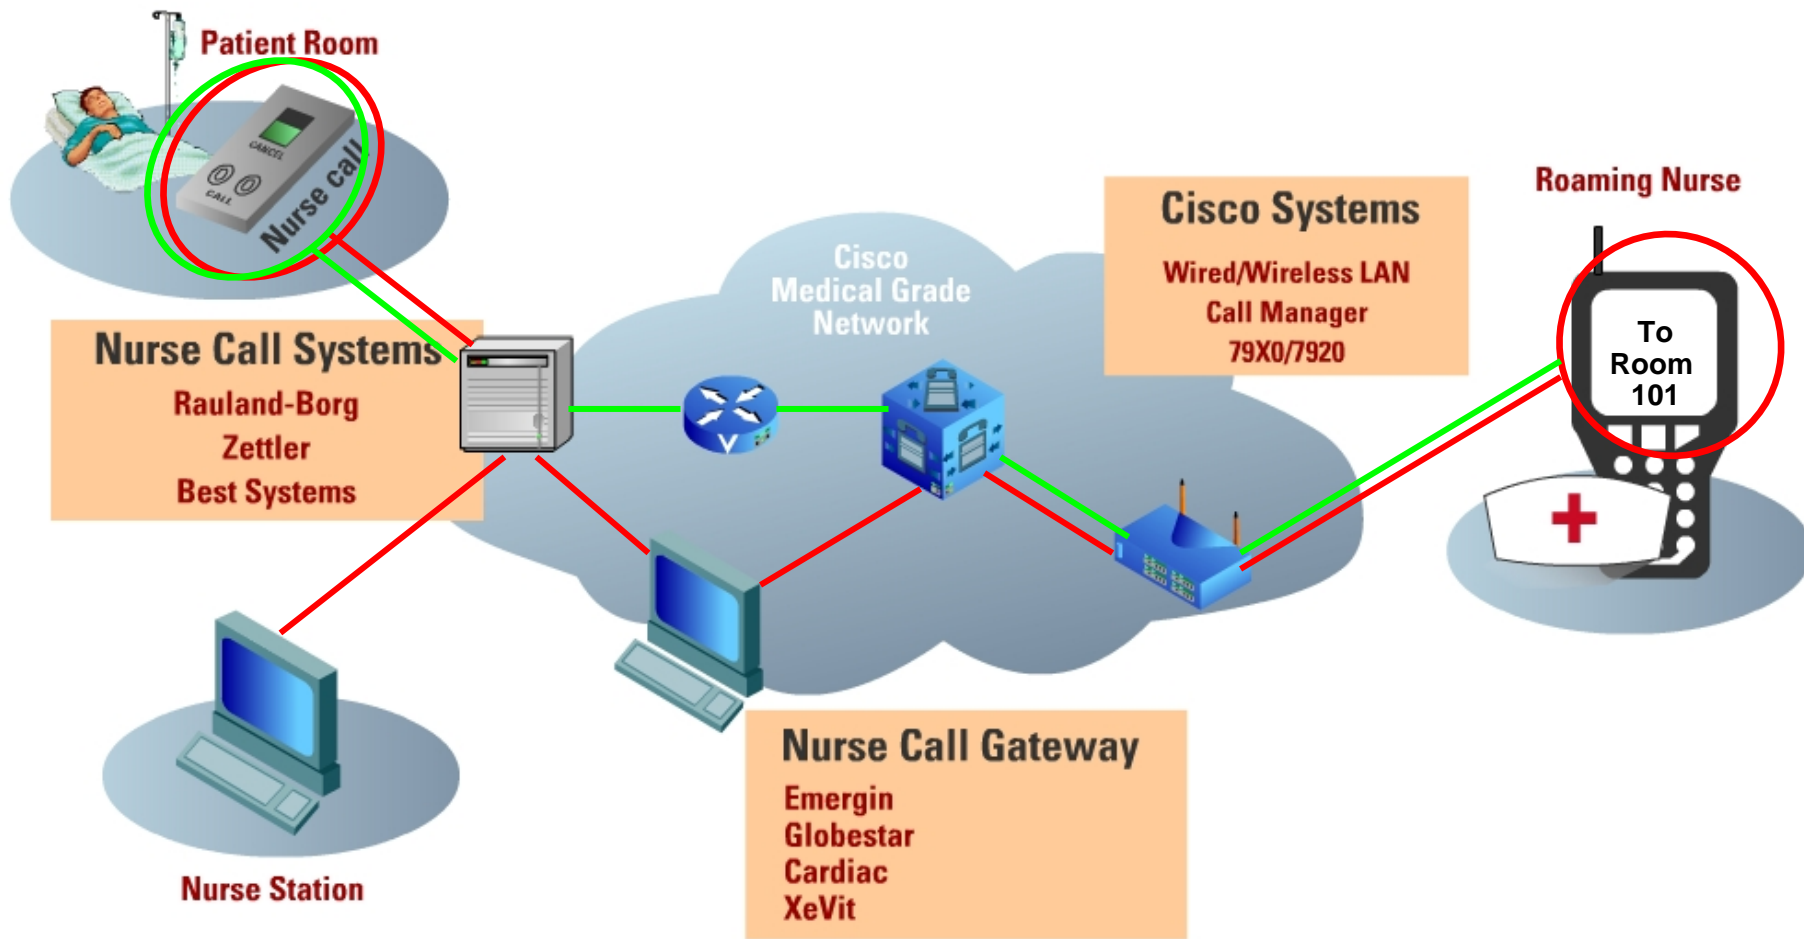 Patient Room
CANCEL
CALL
Nurse call
Nurse Call Systems
Rauland-Borg
Zettler
Best Systems
Cisco
Medical Grade
Network
V
Cisco Systems
Wired/Wireless LAN
Call Manager
79X0/7920
Roaming Nurse
To
Room
101
Nurse Station
Nurse Call Gateway
Emergin
Globestar
Cardiac
XeVit